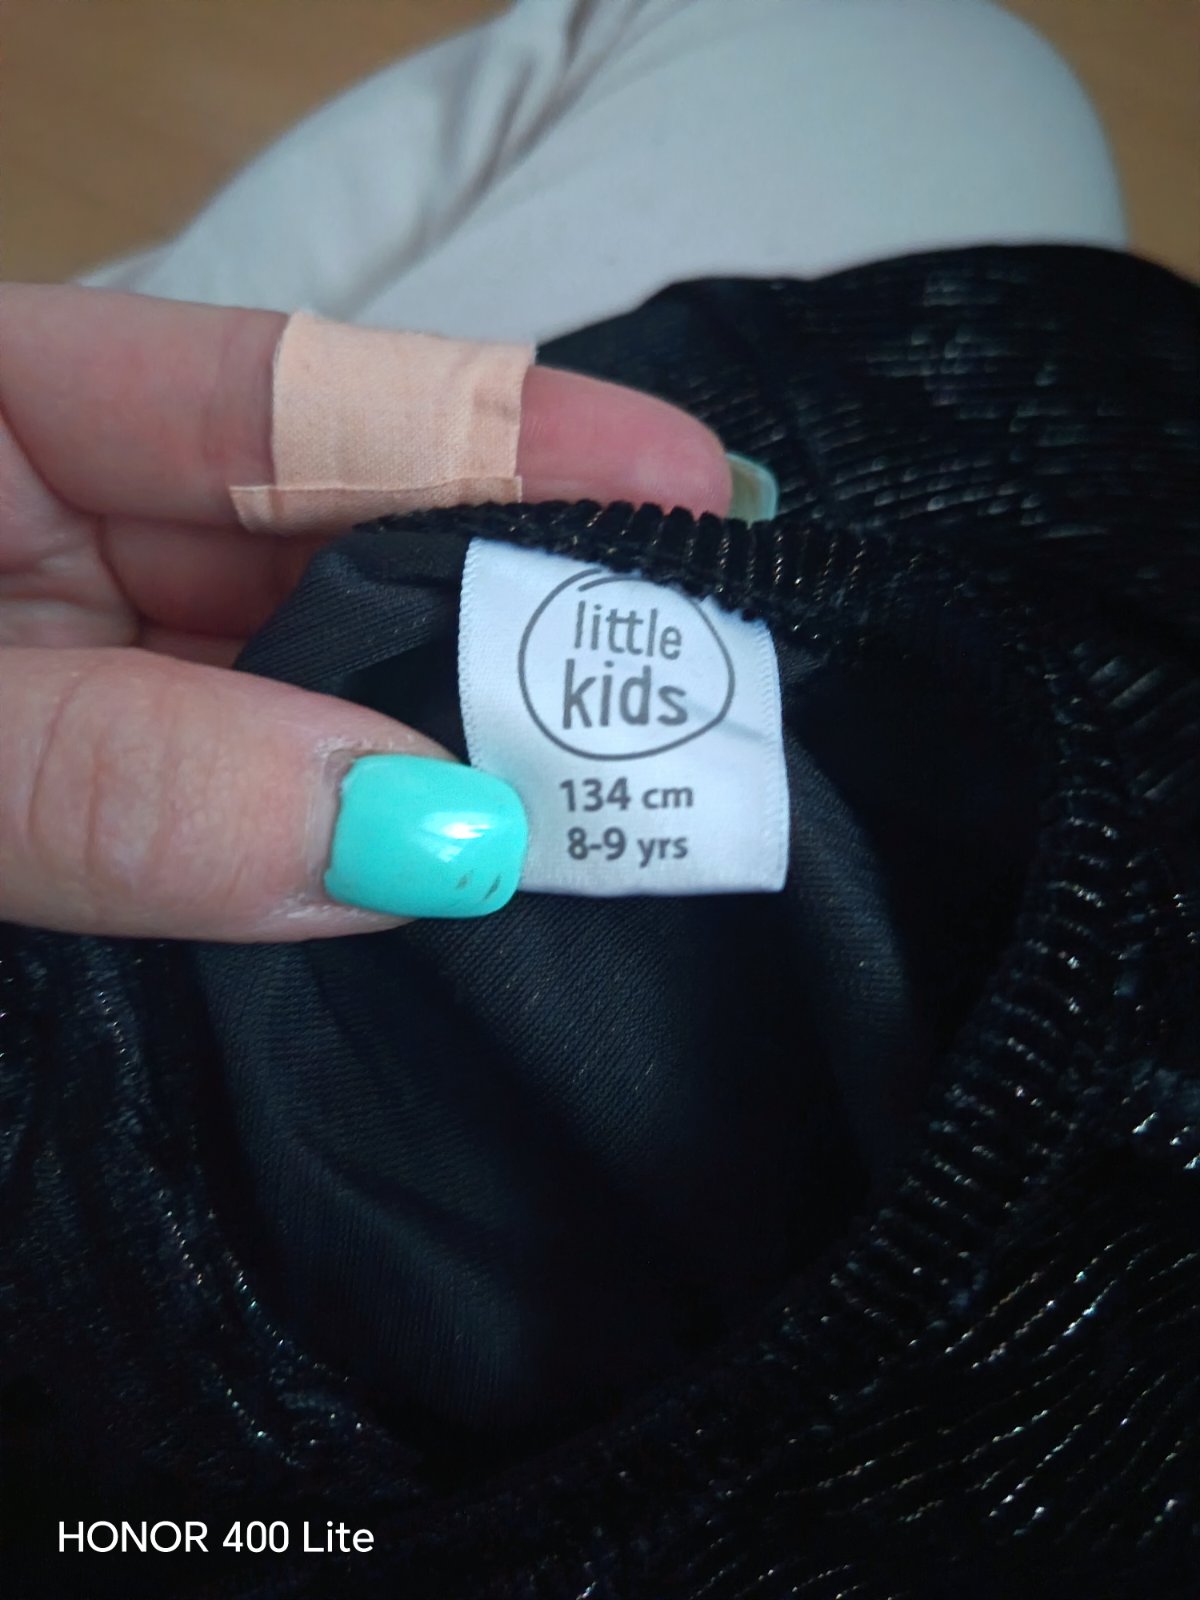 little
kids
134 cm
8-9 yrs
HONOR 400 Lite